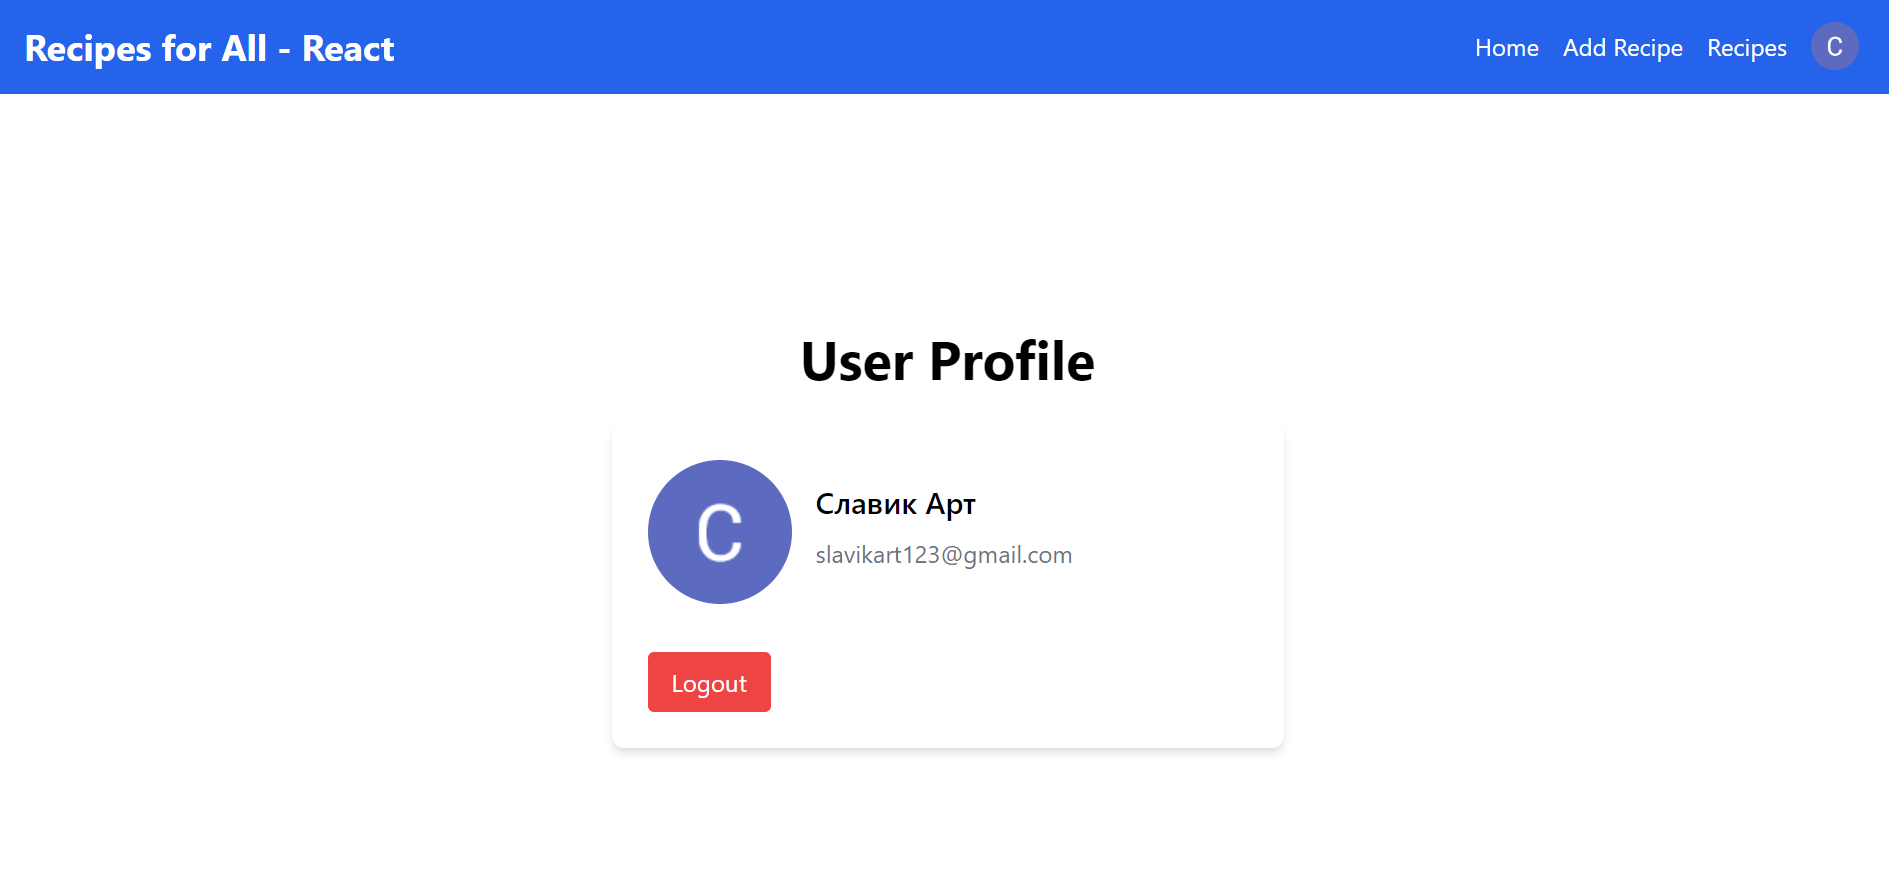 Recipes for All - React
Home Add Recipe Recipes С
User Profile
С
Славик Арт
slavikart123@gmail.com
Logout